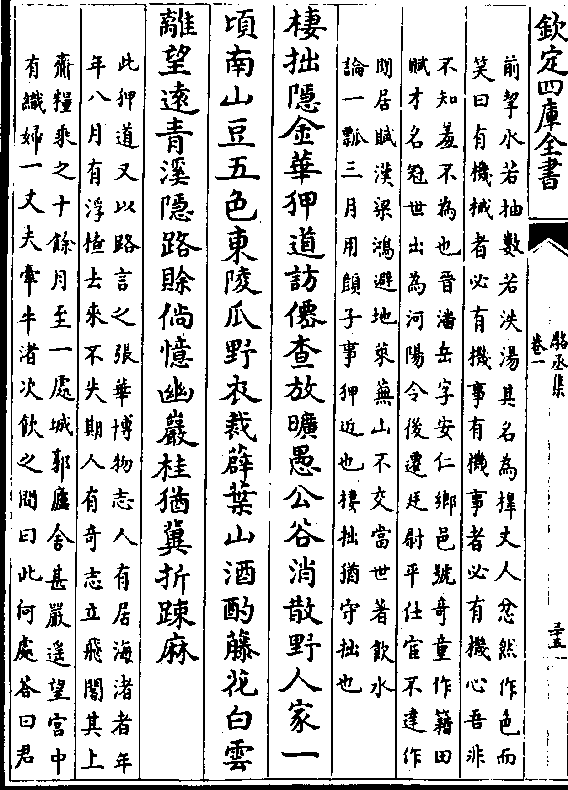 欽定四庫全書
駱丞集
卷一
前挈水若抽數若泆湯其名為槔丈人忿然作色而
笑曰有機械者必有機事有機事者必有機心吾非
不知羞不為也晉潘岳字安仁鄉邑號奇童作籍田
賦才名冠世出為河陽令後遷廷尉平仕宦不達作
閒居賦漢梁鴻避地萊蕪山不交當世著飲水
論一瓢三月用顔子事狎近也棲拙猶守拙也
棲拙隱金華狎道訪僊查放曠愚公谷消散野人家一
頃南山豆五色東陵瓜野衣裁薜葉山酒酌藤花白雲
離望遠青溪隱路賖倘憶幽巖桂猶冀折疎麻
此狎道又以路言之張華博物志人有居海渚者年
年八月有浮楂去來不失期人有奇志立飛閣其上
齎糧乘之十餘月至一處城郭廬舍甚嚴遥望宮中
有織婦一丈夫牽牛渚次飲之問曰此何處答曰君